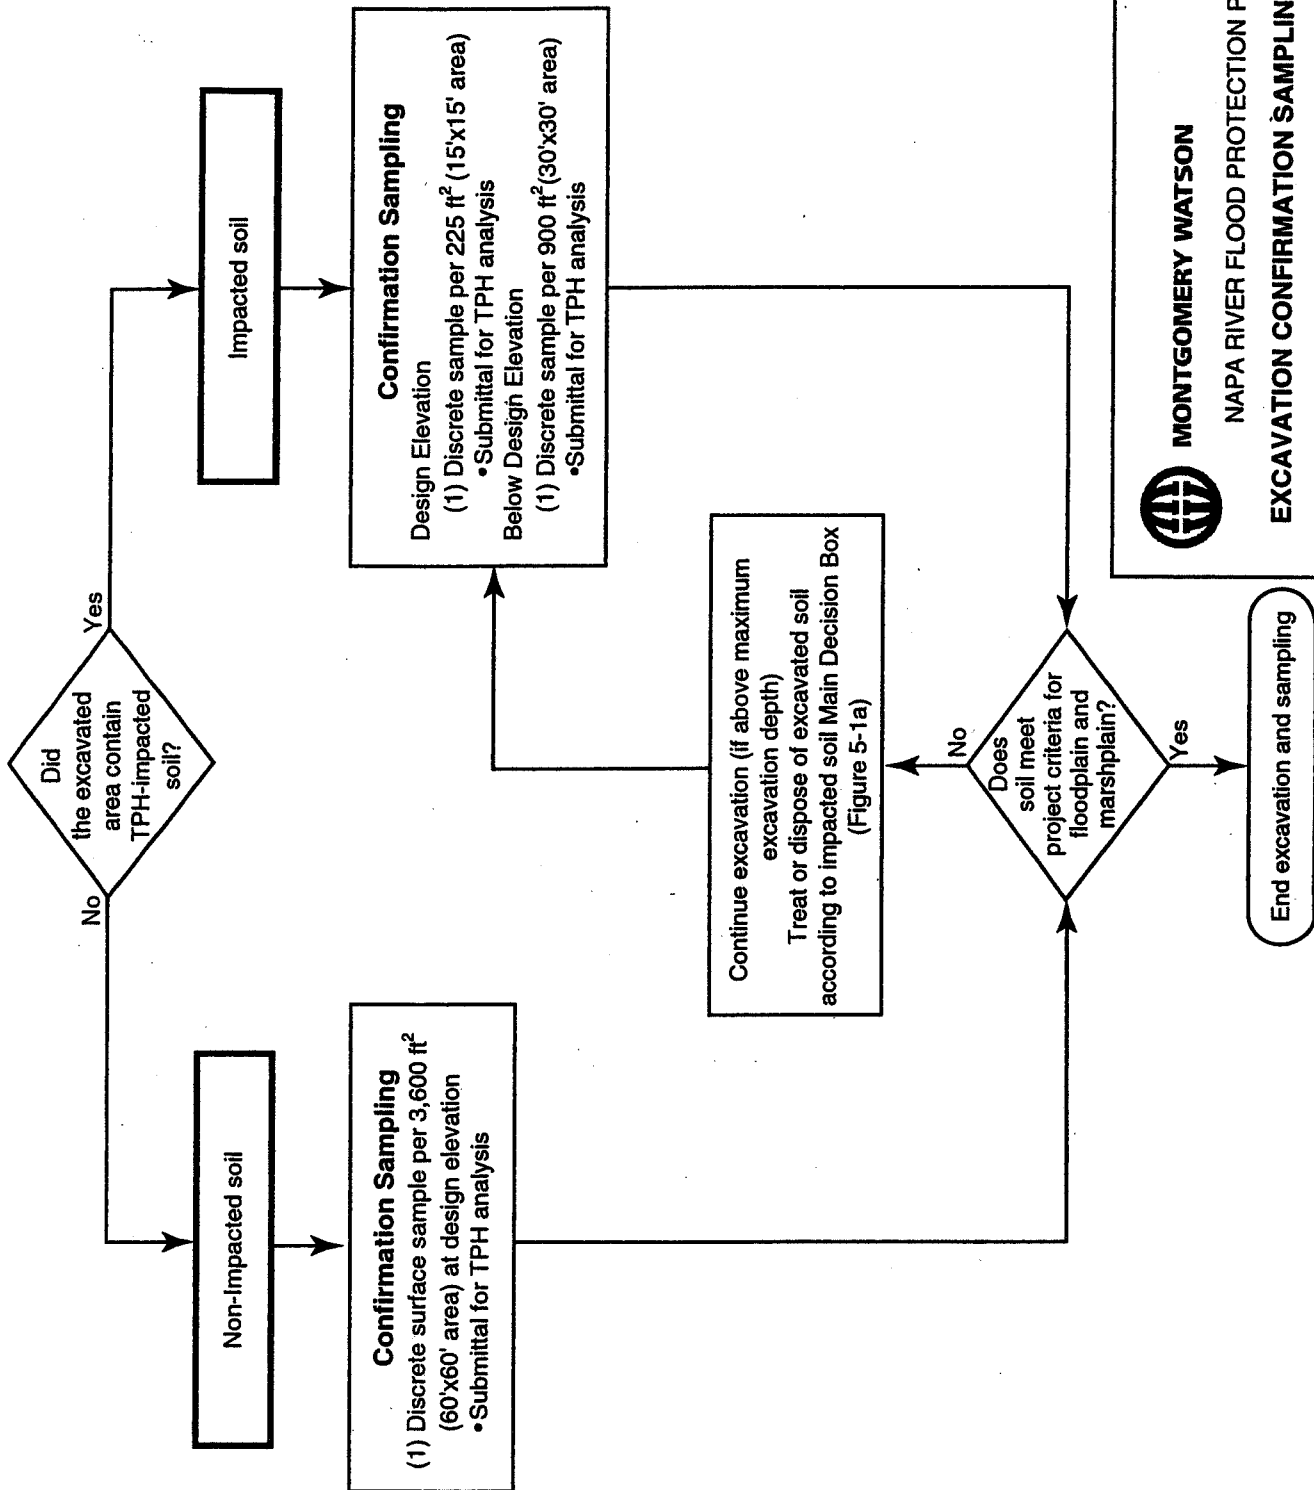 Did
the excavated
area contain
TPH-impacted
soil?
No
Yes
Non-Impacted soil
Impacted soil
Confirmation Sampling
(1) Discrete surface sample per 3,600 ft²
(60'x60' area) at design elevation
•Submittal for TPH analysis
Confirmation Sampling
Design Elevation
(1) Discrete sample per 225 ft² (15'x15' area)
•Submittal for TPH analysis
Below Design Elevation
(1) Discrete sample per 900 ft² (30'x30' area)
•Submittal for TPH analysis
Continue excavation (if above maximum
excavation depth)
Treat or dispose of excavated soil
according to impacted soil Main Decision Box
(Figure 5-1a)
No
Does
soil meet
project criteria for
floodplain and
marshplain?
Yes
End excavation and sampling
MONTGOMERY WATSON
NAPA RIVER FLOOD PROTECTION
EXCAVATION CONFIRMATION SAMPLIN